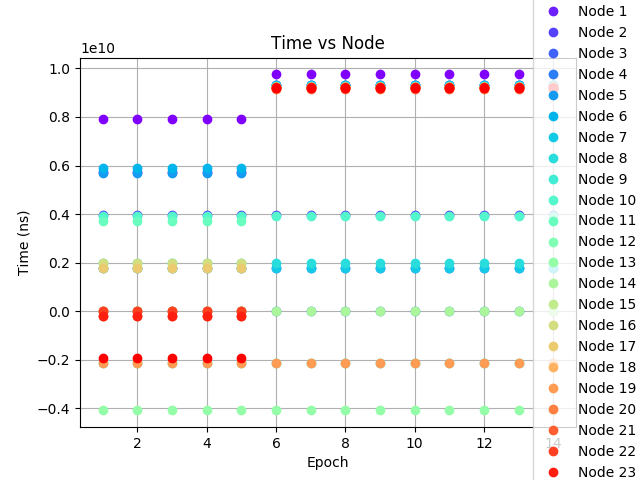 Time vs Node
1e10
1.0
0.8
0.6
0.4
0.2
0.0
−0.2
−0.4
Time (ns)
2
4
6
8
10
12
14
Epoch
Node 1
Node 2
Node 3
Node 4
Node 5
Node 6
Node 7
Node 8
Node 9
Node 10
Node 11
Node 12
Node 13
Node 14
Node 15
Node 16
Node 17
Node 18
Node 19
Node 20
Node 21
Node 22
Node 23